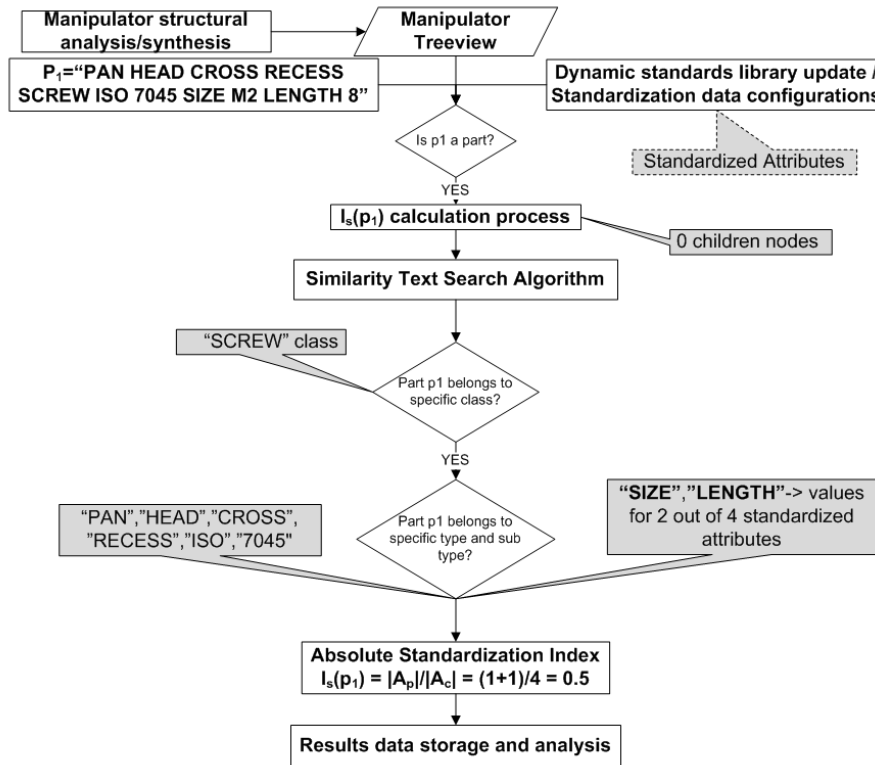 Manipulator structural
analysis/synthesis
Manipulator
Treeview
P₁=“PAN HEAD CROSS RECESS
SCREW ISO 7045 SIZE M2 LENGTH 8”
Dynamic standards library update /
Standardization data configurations
Is p1 a part?
Standardized Attributes
YES
Iₛ(p₁) calculation process
0 children nodes
Similarity Text Search Algorithm
“SCREW” class
Part p1 belongs to
specific class?
YES
“PAN”,”HEAD”,”CROSS”,
”RECESS”,”ISO”,”7045"
Part p1 belongs to
specific type and sub
type?
“SIZE”,”LENGTH”-> values
for 2 out of 4 standardized
attributes
Absolute Standardization Index
Iₛ(p₁) = |Aₚ|/|A_c| = (1+1)/4 = 0.5
Results data storage and analysis